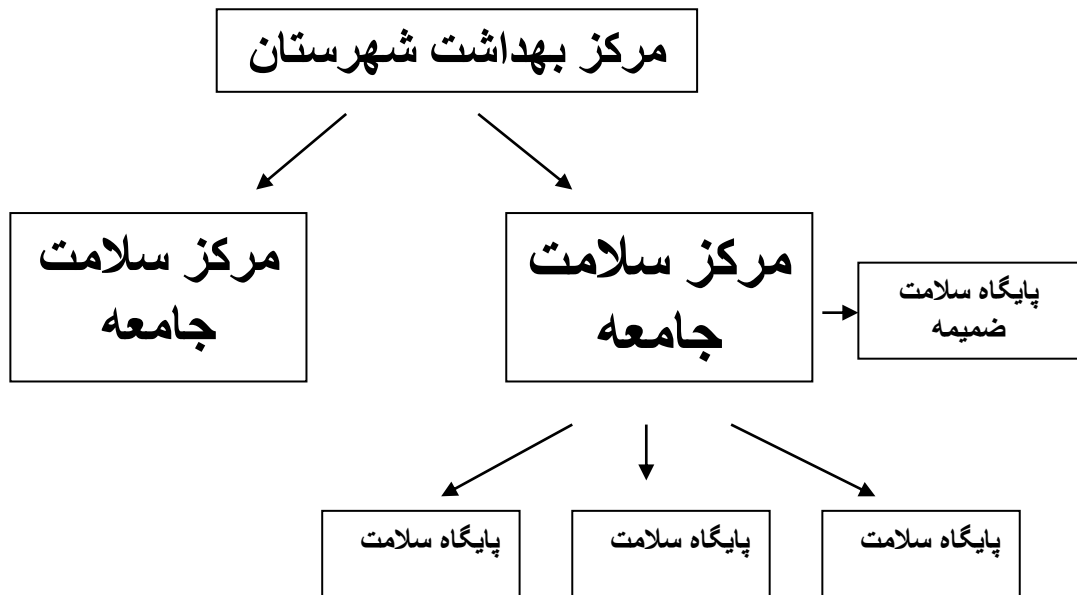 مرکز بهداشت شهرستان
مرکز سلامت
جامعه
مرکز سلامت
جامعه
پایگاه سلامت
ضمیمه
پایگاه سلامت
پایگاه سلامت
پایگاه سلامت